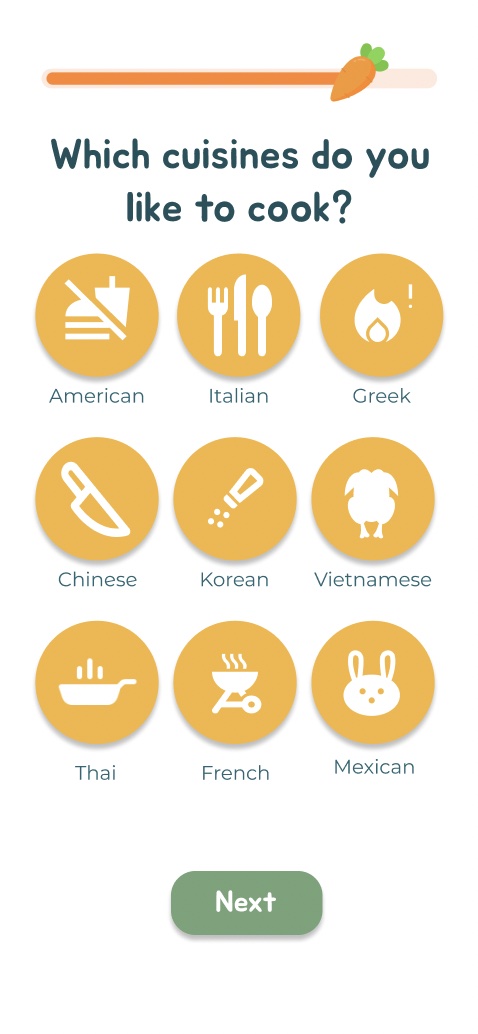 Which cuisines do you
like to cook?
American
Italian
Greek
Chinese
Korean
Vietnamese
Thai
French
Mexican
Next